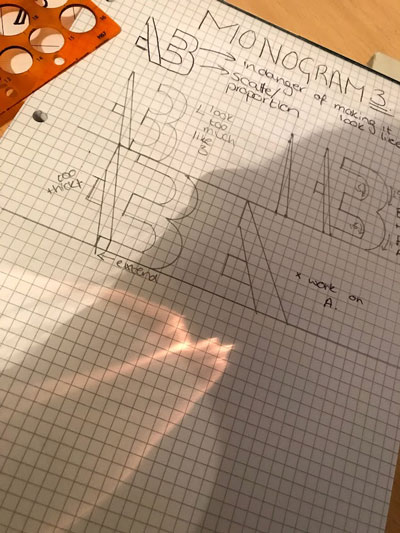 MONOGRAM 3.
AB
in danger of making it
look like
scale/
proportion
AB
look
too
much
like
B
AB
too
thick
AB
extend
A
* work on
A